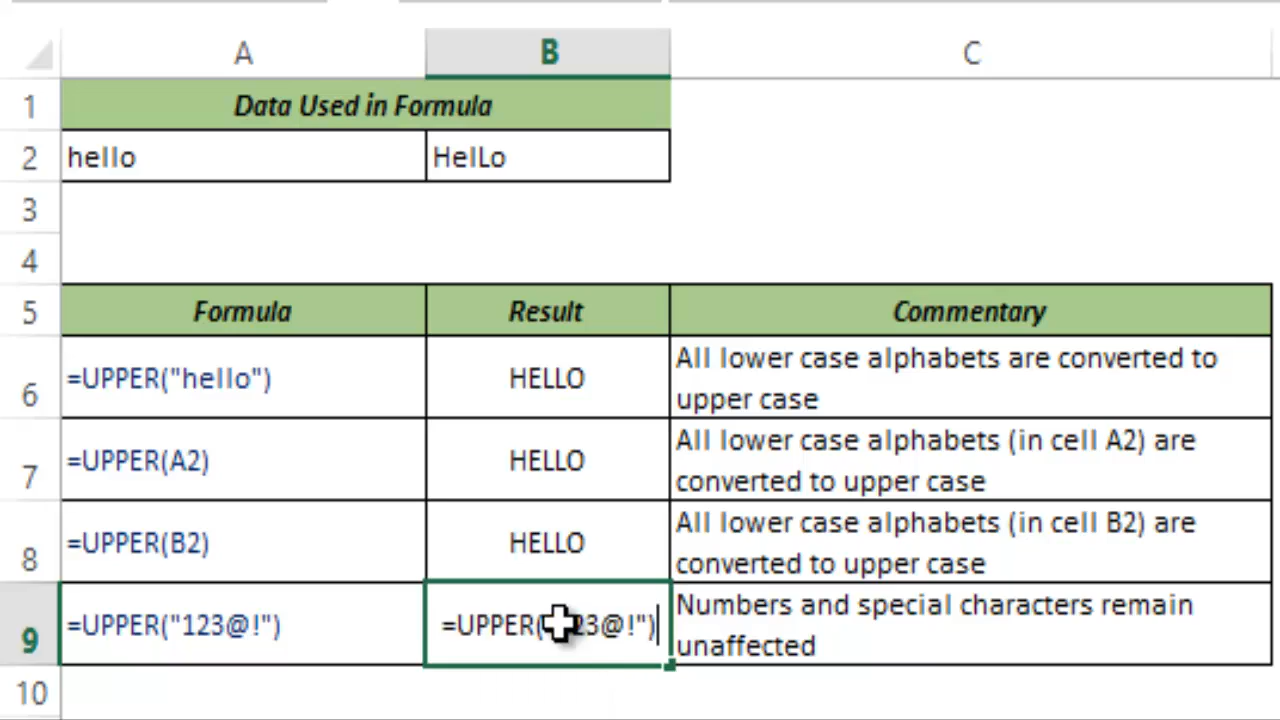 A B C
1 Data Used in Formula
2 hello HelLo
3
4
5 Formula Result Commentary
6 =UPPER("hello") HELLO All lower case alphabets are converted to
upper case
7 =UPPER(A2) HELLO All lower case alphabets (in cell A2) are
converted to upper case
8 =UPPER(B2) HELLO All lower case alphabets (in cell B2) are
converted to upper case
9 =UPPER("123@!") =UPPER("123@!") Numbers and special characters remain
unaffected
10